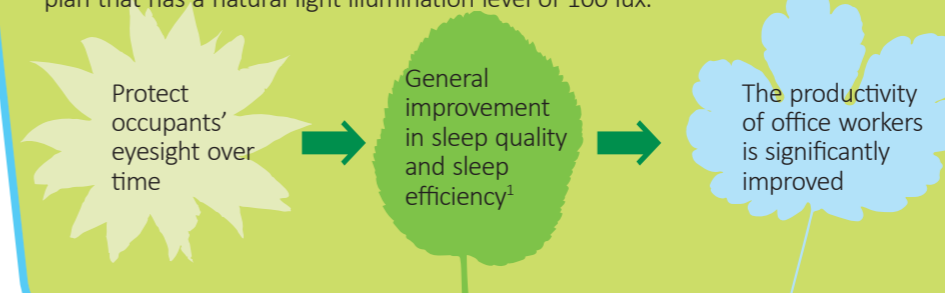 plan that has a natural light illumination level of 100 lux.
Protect
occupants’
eyesight over
time
General
improvement
in sleep quality
and sleep
efficiency¹
The productivity
of office workers
is significantly
improved